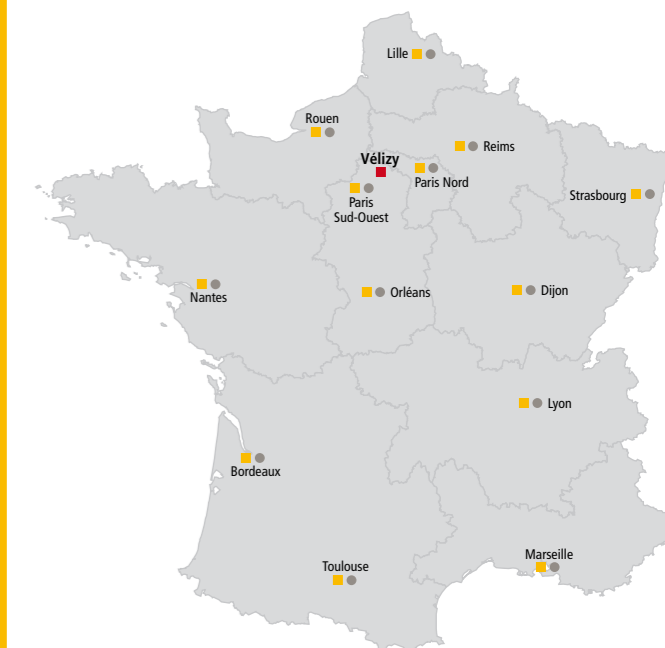 Lille
Rouen
Reims
Vélizy
Paris Nord
Strasbourg
Paris
Sud-Ouest
Nantes
Orléans
Dijon
Lyon
Bordeaux
Marseille
Toulouse